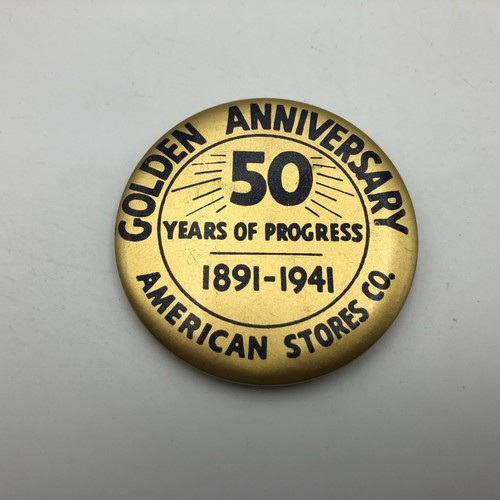 GOLDEN ANNIVERSARY
50
YEARS OF PROGRESS
1891-1941
AMERICAN STORES CO.